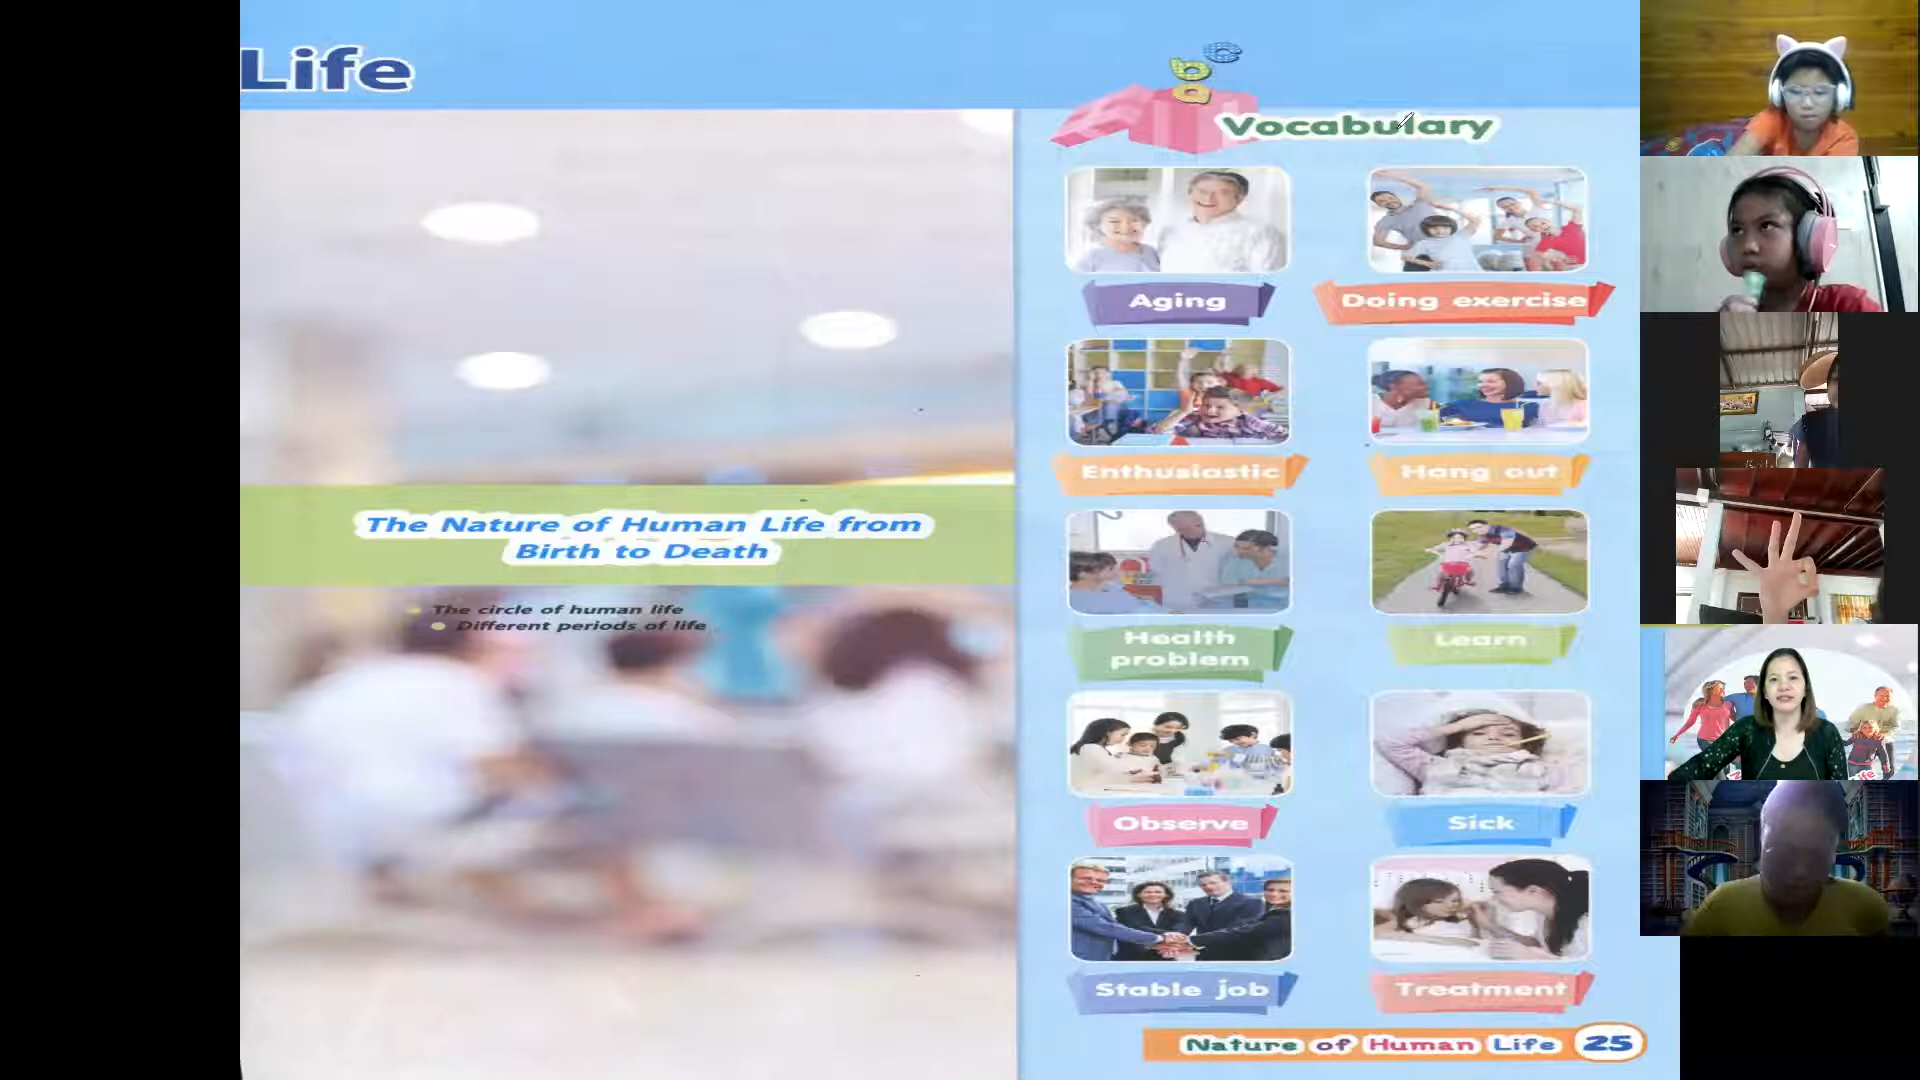 Life
a b c
Vocabulary
Aging
Doing exercise
Enthusiastic
Hang out
The Nature of Human Life from
Birth to Death
The circle of human life
Different periods of life
Health
problem
Learn
Observe
Sick
Stable job
Treatment
Nature of Human Life 25